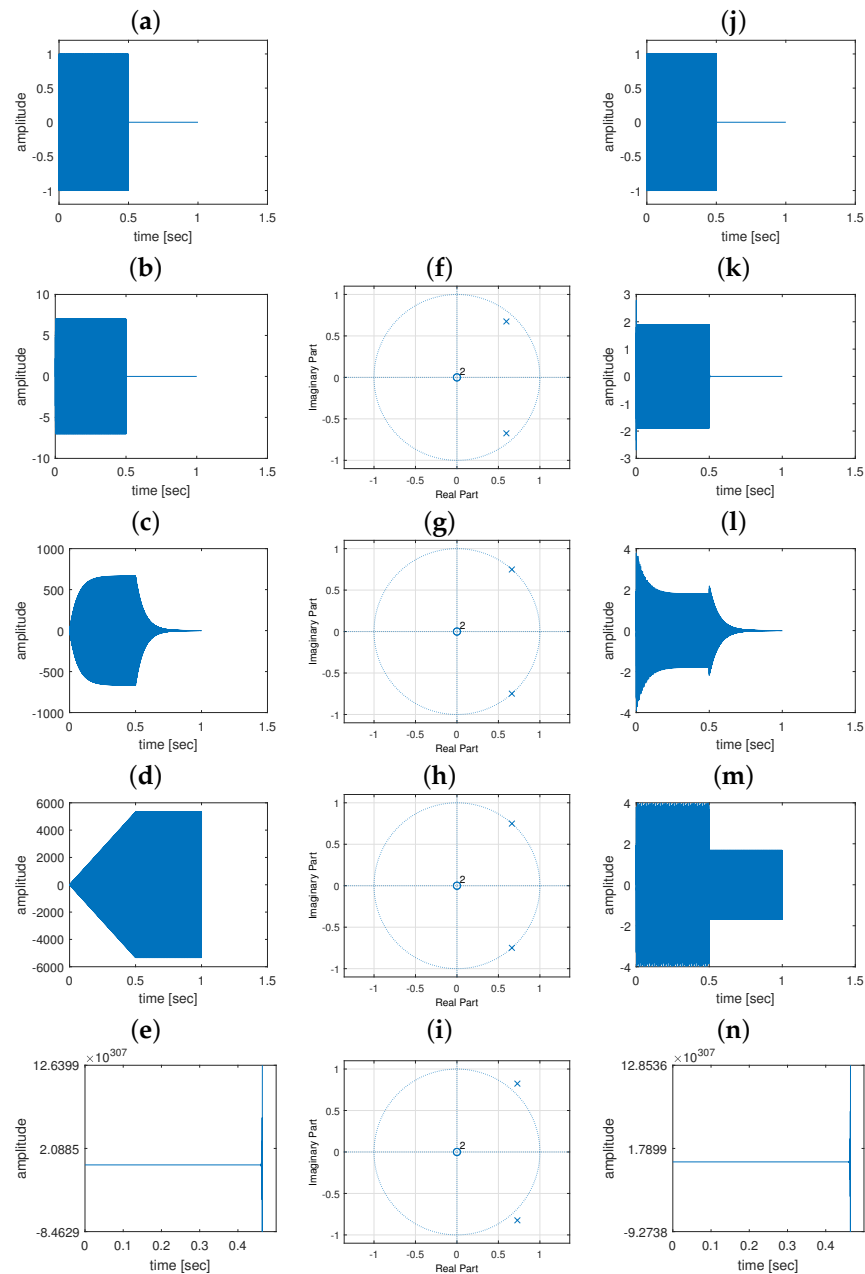 (a)
1
0.5
0
-0.5
-1
amplitude
0 0.5 1 1.5
time [sec]
(j)
1
0.5
0
-0.5
-1
amplitude
0 0.5 1 1.5
time [sec]
(b)
10
5
0
-5
-10
amplitude
0 0.5 1 1.5
time [sec]
(f)
1
0.5
0
-0.5
-1
Imaginary Part
2
-1 -0.5 0 0.5 1
Real Part
(k)
3
2
1
0
-1
-2
-3
amplitude
0 0.5 1 1.5
time [sec]
(c)
1000
500
0
-500
-1000
amplitude
0 0.5 1 1.5
time [sec]
(g)
1
0.5
0
-0.5
-1
Imaginary Part
2
-1 -0.5 0 0.5 1
Real Part
(l)
4
2
0
-2
-4
amplitude
0 0.5 1 1.5
time [sec]
(d)
6000
4000
2000
0
-2000
-4000
-6000
amplitude
0 0.5 1 1.5
time [sec]
(h)
1
0.5
0
-0.5
-1
Imaginary Part
2
-1 -0.5 0 0.5 1
Real Part
(m)
4
2
0
-2
-4
amplitude
0 0.5 1 1.5
time [sec]
(e)
×10^307
12.6399
2.0885
-8.4629
amplitude
0 0.1 0.2 0.3 0.4
time [sec]
(i)
1
0.5
0
-0.5
-1
Imaginary Part
2
-1 -0.5 0 0.5 1
Real Part
(n)
×10^307
12.8536
1.7899
-9.2738
amplitude
0 0.1 0.2 0.3 0.4
time [sec]